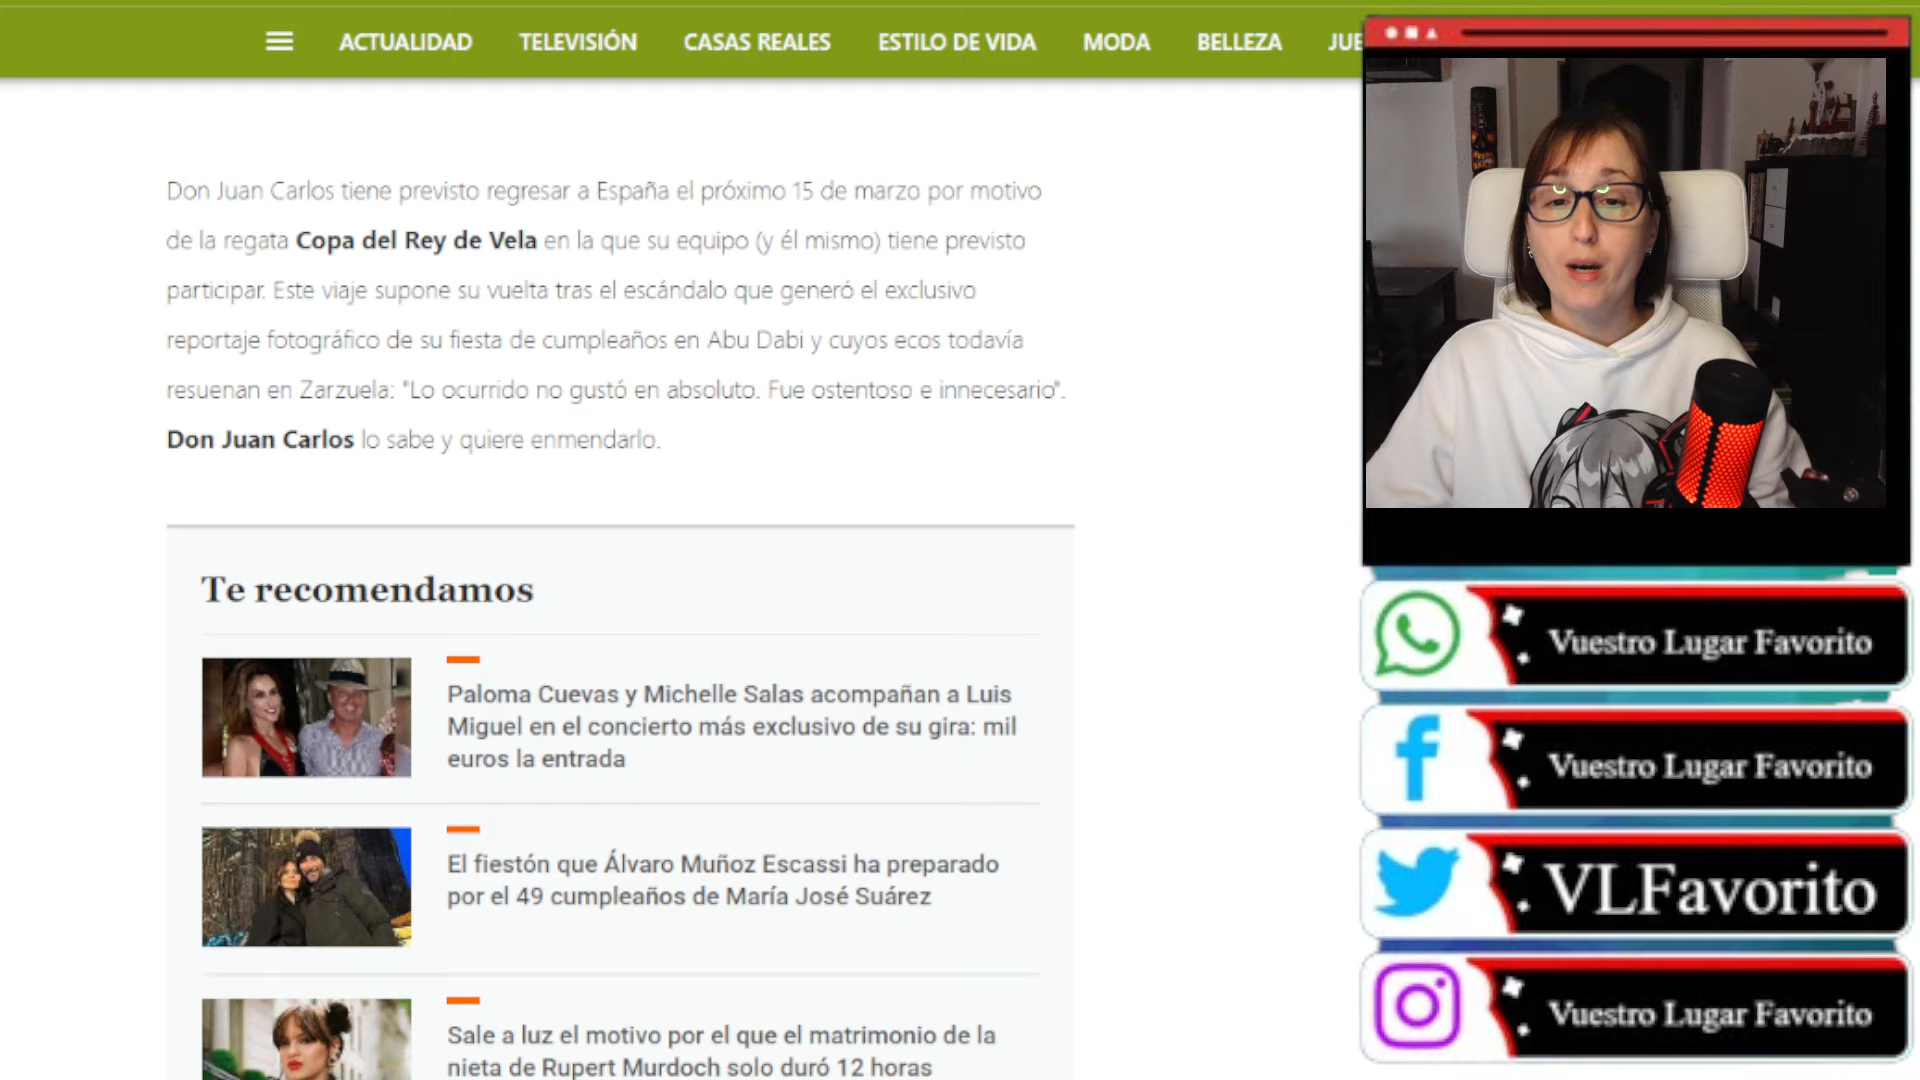 ACTUALIDAD TELEVISIÓN CASAS REALES ESTILO DE VIDA MODA BELLEZA JUE
Don Juan Carlos tiene previsto regresar a España el próximo 15 de marzo por motivo
de la regata Copa del Rey de Vela en la que su equipo (y él mismo) tiene previsto
participar. Este viaje supone su vuelta tras el escándalo que generó el exclusivo
reportaje fotográfico de su fiesta de cumpleaños en Abu Dabi y cuyos ecos todavía
resuenan en Zarzuela: "Lo ocurrido no gustó en absoluto. Fue ostentoso e innecesario".
Don Juan Carlos lo sabe y quiere enmendarlo.
Te recomendamos
Paloma Cuevas y Michelle Salas acompañan a Luis
Miguel en el concierto más exclusivo de su gira: mil
euros la entrada
El fiestón que Álvaro Muñoz Escassi ha preparado
por el 49 cumpleaños de María José Suárez
Sale a luz el motivo por el que el matrimonio de la
nieta de Rupert Murdoch solo duró 12 horas
Vuestro Lugar Favorito
Vuestro Lugar Favorito
VLFavorito
Vuestro Lugar Favorito